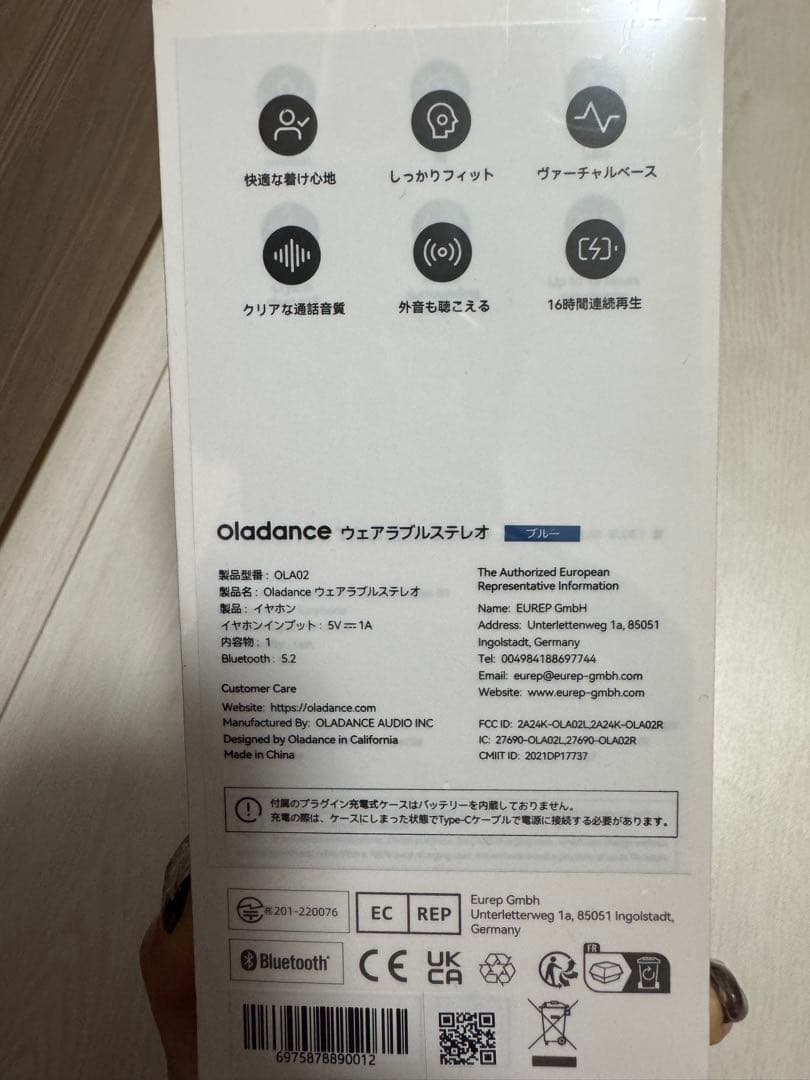 快適な着け心地
しっかりフィット
ヴァーチャルベース
クリアな通話音質
外音も聴こえる
16時間連続再生
oladance ウェアラブルステレオ ブルー
製品型番：OLA02
製品名：Oladance ウェアラブルステレオ
製品：イヤホン
イヤホンインプット：5V⎓1A
内容物：1
Bluetooth：5.2
Customer Care
Website: https://oladance.com
Manufactured By: OLADANCE AUDIO INC
Designed by Oladance in California
Made in China
The Authorized European
Representative Information
Name: EUREP GmbH
Address: Unterlettenweg 1a, 85051
Ingolstadt, Germany
Tel: 004984188697744
Email: eurep@eurep-gmbh.com
Website: www.eurep-gmbh.com
FCC ID: 2A24K-OLA02L,2A24K-OLA02R
IC: 27690-OLA02L,27690-OLA02R
CMIIT ID: 2021DP17737
付属のプラグイン充電式ケースはバッテリーを内蔵しておりません。
充電の際は、ケースにしまった状態でType-Cケーブルで電源に接続する必要があります。
R 201-220076
EC REP
Eurep Gmbh
Unterletterweg 1a, 85051 Ingolstadt,
Germany
Bluetooth®
CE
UK
CA
FR
6975878890012